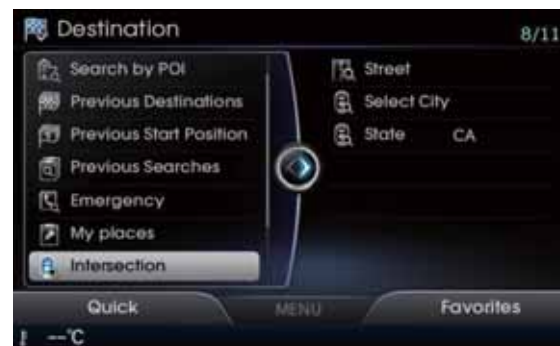 Destination 8/11
Search by POI
Previous Destinations
Previous Start Position
Previous Searches
Emergency
My places
Intersection
Street
Select City
State CA
Quick MENU Favorites
--°C